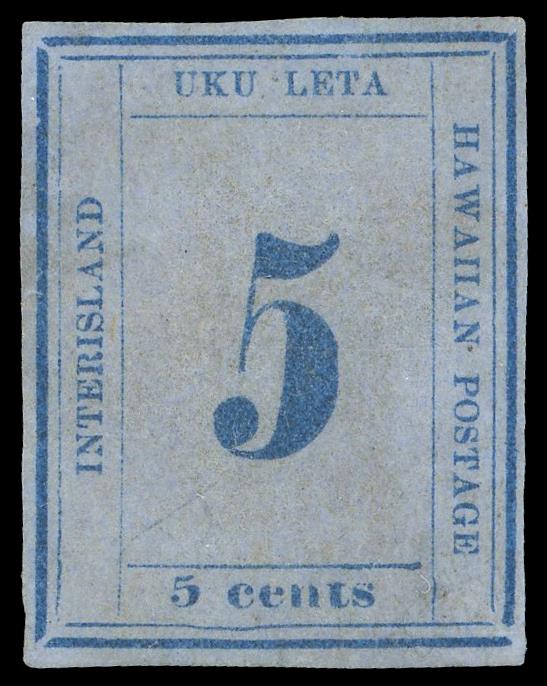 UKU LETA
INTERISLAND
HAWAIIAN POSTAGE
5
5 cents